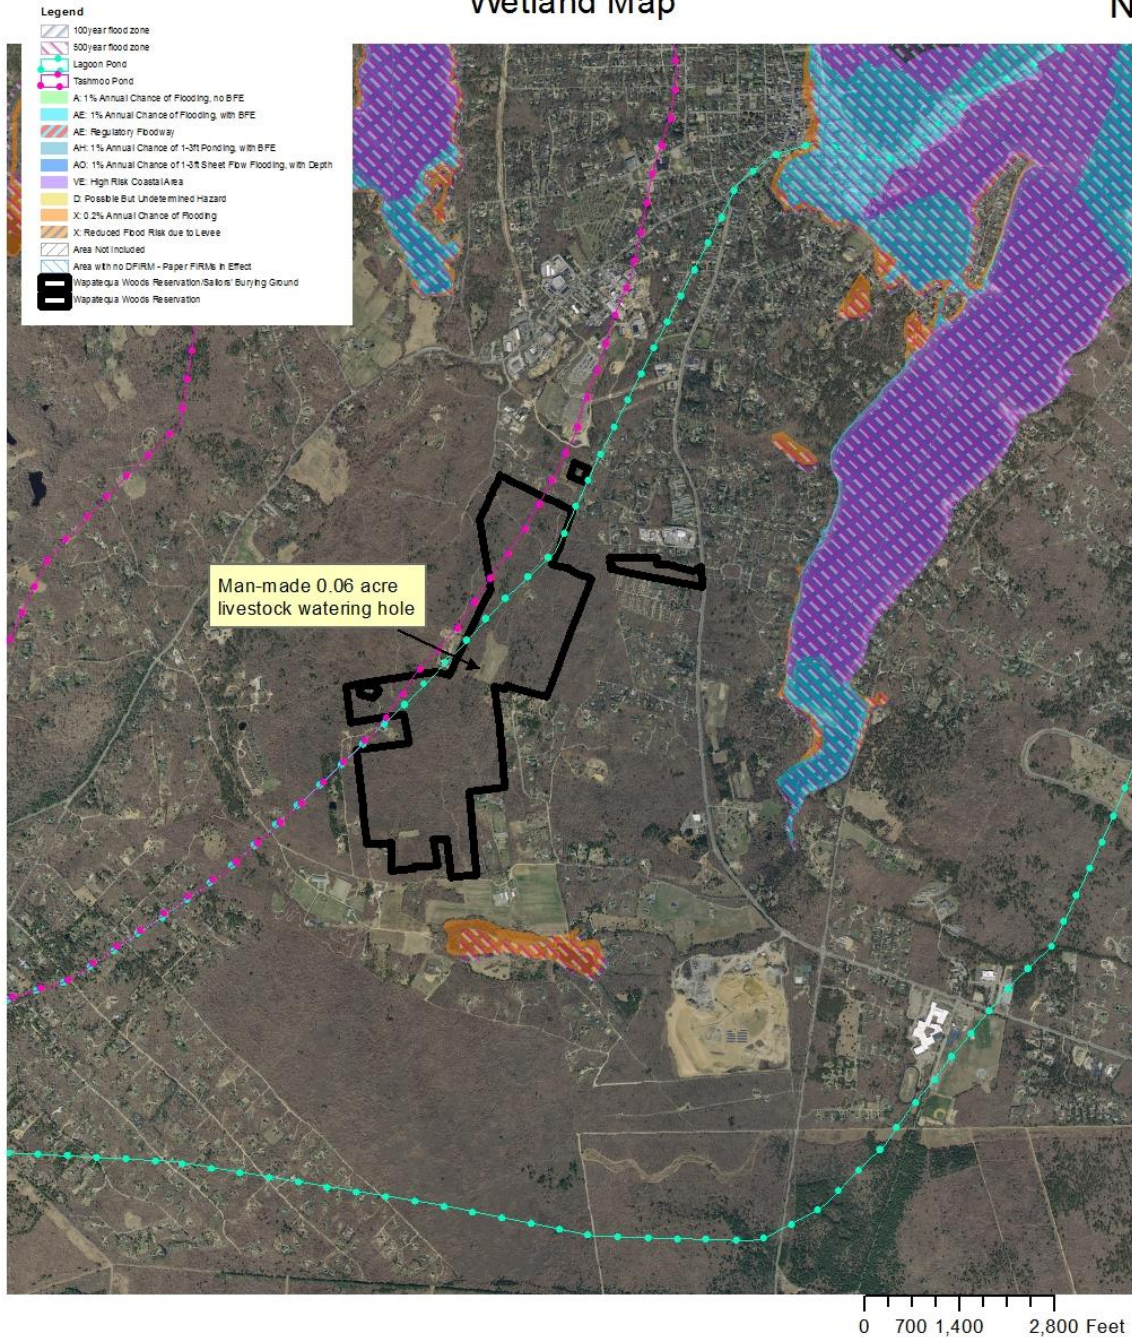 Wetland Map
N
Legend
100year flood zone
500year flood zone
Lagoon Pond
Tashmoo Pond
A: 1% Annual Chance of Flooding, no BFE
AE: 1% Annual Chance of Flooding, with BFE
AE: Regulatory Floodway
AH: 1% Annual Chance of 1-3ft Ponding, with BFE
AO: 1% Annual Chance of 1-3ft Sheet Flow Flooding, with Depth
VE: High Risk Coastal Area
D: Possible But Undetermined Hazard
X: 0.2% Annual Chance of Flooding
X: Reduced Flood Risk due to Levee
Area Not Included
Area with no DFIRM - Paper FIRMs in Effect
Wapatequa Woods Reservation/Sailors' Burying Ground
Wapatequa Woods Reservation
Man-made 0.06 acre
livestock watering hole
0 700 1,400 2,800 Feet